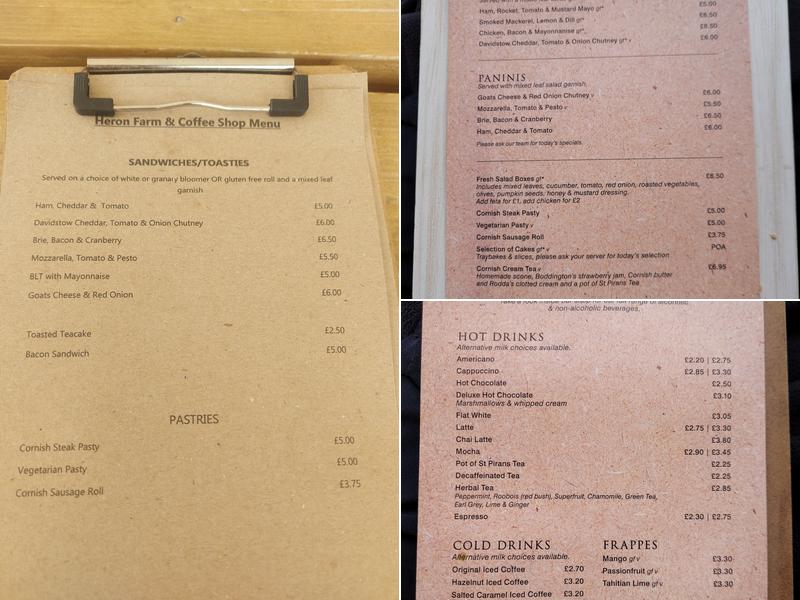 Heron Farm & Coffee Shop Menu
SANDWICHES/TOASTIES
Served on a choice of white or granary bloomer OR gluten free roll and a mixed leaf
garnish
Ham, Cheddar & Tomato £5.00
Davidstow Cheddar, Tomato & Onion Chutney £6.00
Brie, Bacon & Cranberry £6.50
Mozzarella, Tomato & Pesto £5.50
BLT with Mayonnaise £5.00
Goats Cheese & Red Onion £6.00
Toasted Teacake £2.50
Bacon Sandwich £5.00
PASTRIES
Cornish Steak Pasty £5.00
Vegetarian Pasty £5.00
Cornish Sausage Roll £3.75
Ham, Rocket, Tomato & Mustard Mayo gf* £5.00
Smoked Mackerel, Lemon & Dill gf* £6.50
Chicken, Bacon & Mayonnaise gf* £6.50
Davidstow Cheddar, Tomato & Onion Chutney gf* v £6.00
PANINIS
Served with mixed leaf salad garnish.
Goats Cheese & Red Onion Chutney v £6.00
Mozzarella, Tomato & Pesto v £5.50
Brie, Bacon & Cranberry £6.50
Ham, Cheddar & Tomato £6.00
Please ask our team for today's specials.
Fresh Salad Boxes gf* £6.50
Includes mixed leaves, cucumber, tomato, red onion, roasted vegetables,
olives, pumpkin seeds, honey & mustard dressing.
Add feta for £1, add chicken for £2
Cornish Steak Pasty £5.00
Vegetarian Pasty v £5.00
Cornish Sausage Roll £3.75
Selection of Cakes gf* v POA
Traybakes & slices, please ask your server for today's selection
Cornish Cream Tea v £6.95
Homemade scone, Boddington's strawberry jam, Cornish butter
and Rodda's clotted cream and a pot of St Pirans Tea
& non-alcoholic beverages.
HOT DRINKS
Alternative milk choices available.
Americano £2.20 | £2.75
Cappuccino £2.85 | £3.30
Hot Chocolate £2.50
Deluxe Hot Chocolate £3.10
Marshmallows & whipped cream
Flat White £3.05
Latte £2.75 | £3.30
Chai Latte £3.80
Mocha £2.90 | £3.45
Pot of St Pirans Tea £2.25
Decaffeinated Tea £2.25
Herbal Tea £2.85
Peppermint, Rooibois (red bush), Superfruit, Chamomile, Green Tea,
Earl Grey, Lime & Ginger
Espresso £2.30 | £2.75
COLD DRINKS
Alternative milk choices available.
Original Iced Coffee £2.70
Hazelnut Iced Coffee £3.20
Salted Caramel Iced Coffee £3.20
FRAPPES
Mango gf v £3.30
Passionfruit gf v £3.30
Tahitian Lime gf v £3.30